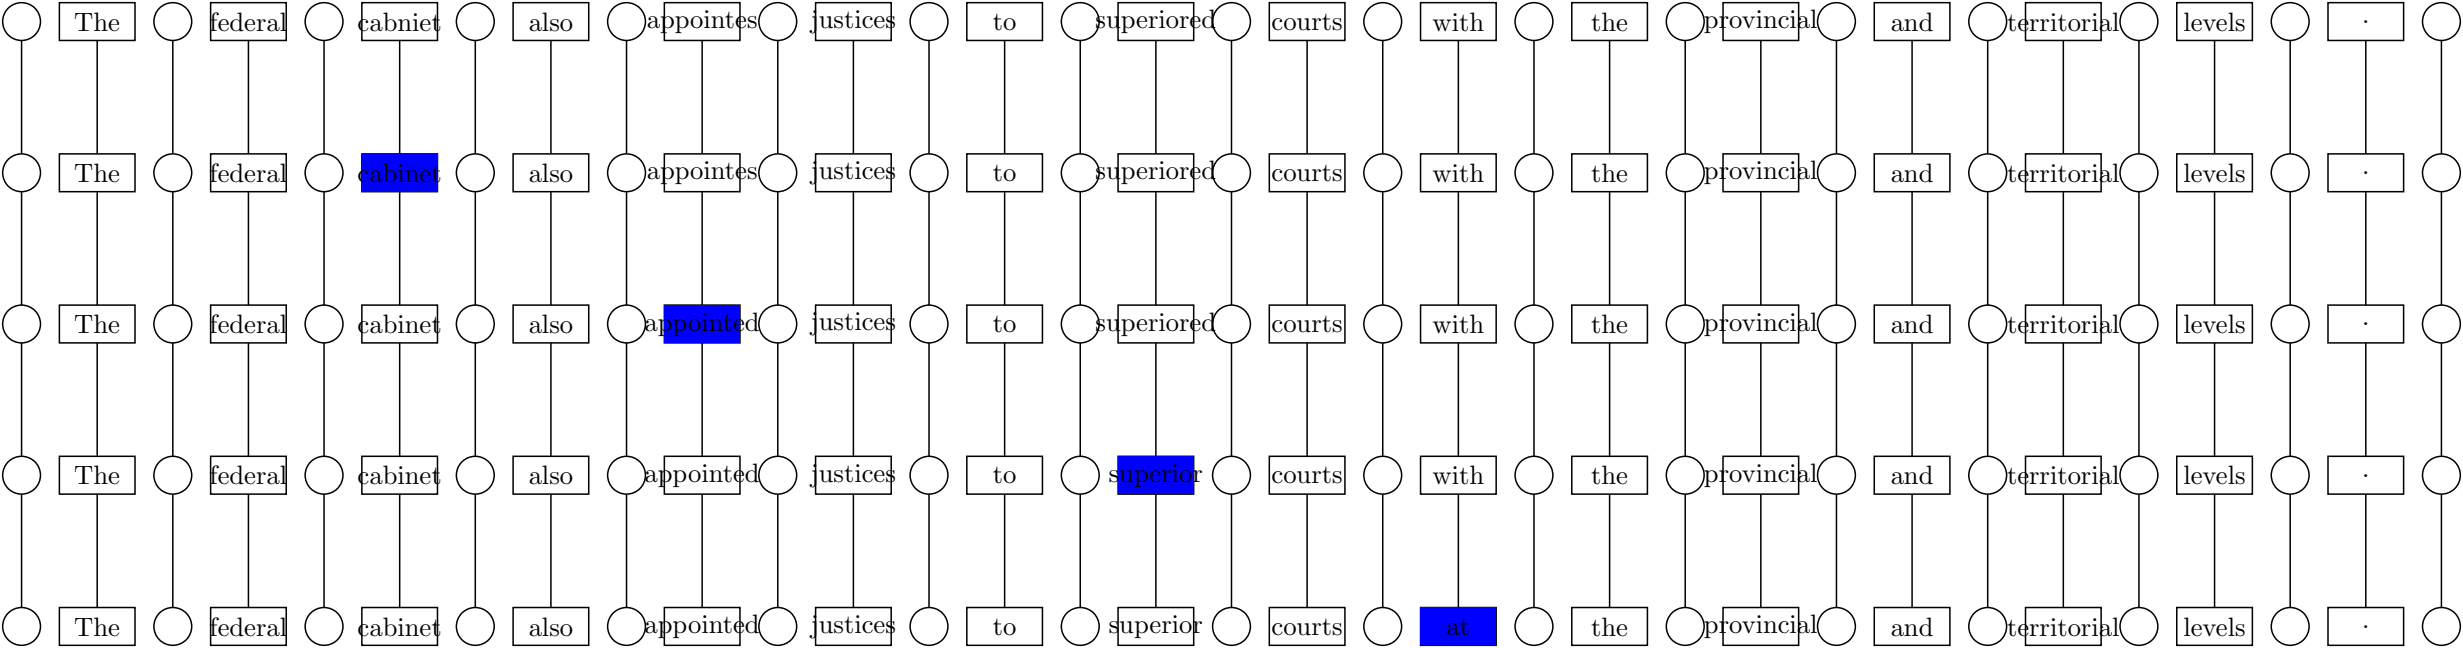 The federal cabniet also appointes justices to superiored courts with the provincial and territorial levels .
The federal cabinet also appointes justices to superiored courts with the provincial and territorial levels .
The federal cabinet also appointed justices to superiored courts with the provincial and territorial levels .
The federal cabinet also appointed justices to superior courts with the provincial and territorial levels .
The federal cabinet also appointed justices to superior courts at the provincial and territorial levels .